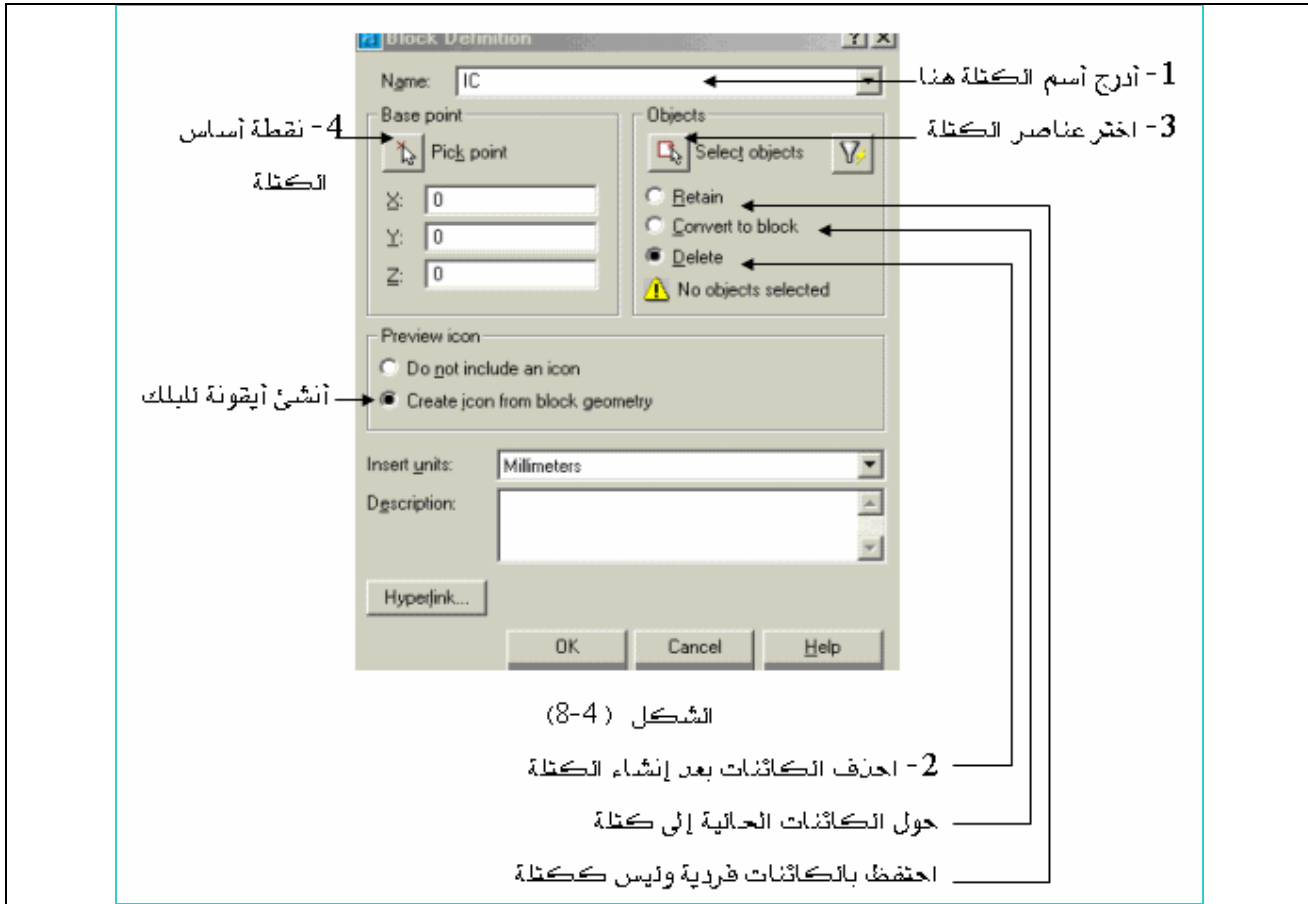 Block Definition
Name: IC
1- أدرج أسم الكتلة هنا
Base point
Objects
4- نقطة أساس
الكتلة
Pick point
Select objects
3- اختر عناصر الكتلة
X: 0
Y: 0
Z: 0
Retain
Convert to block
Delete
No objects selected
Preview icon
Do not include an icon
Create icon from block geometry
أنشئ أيقونة للبلك
Insert units: Millimeters
Description:
Hyperlink...
OK
Cancel
Help
الشكل (4-8)
2- احذف الكائنات بعد إنشاء الكتلة
حول الكائنات الحالية إلى كتلة
احتفظ بالكائنات فردية وليس ككتلة